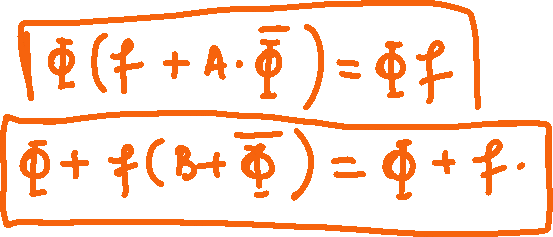 Φ(f + A·Φ̅) = Φf
Φ + f(B + Φ̅) = Φ + f.